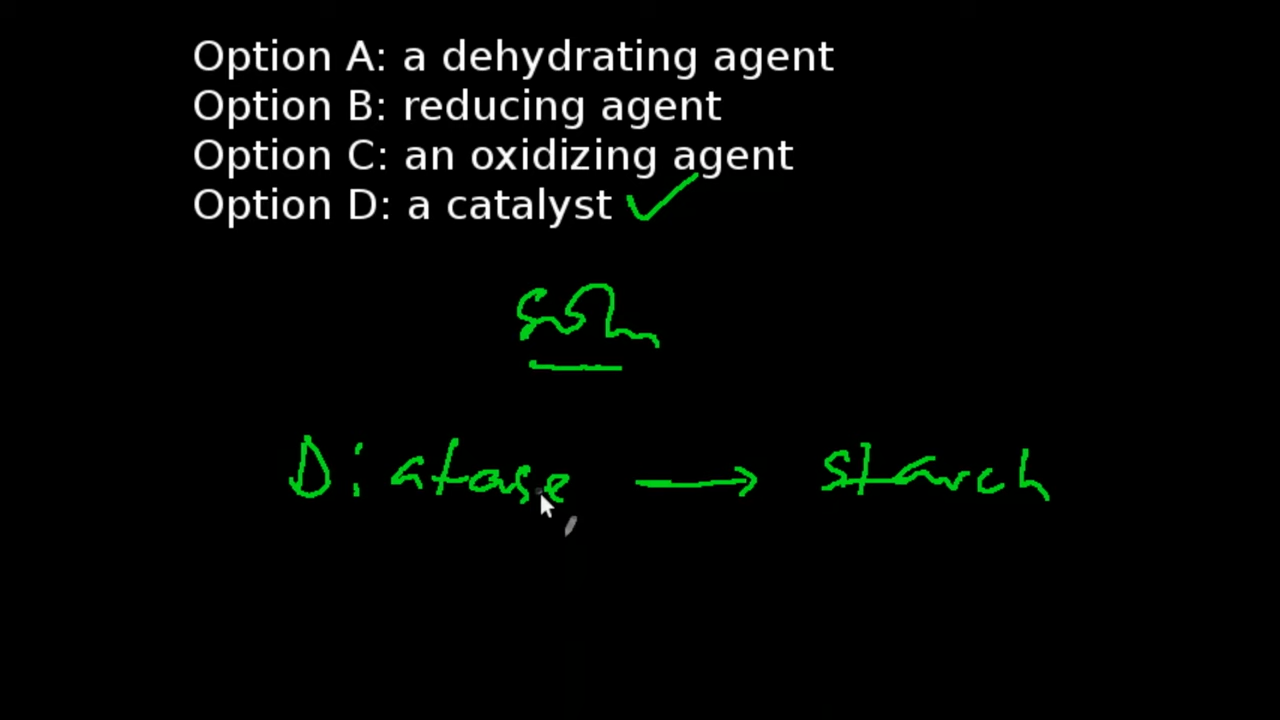 Option A: a dehydrating agent
Option B: reducing agent
Option C: an oxidizing agent
Option D: a catalyst ✓
Diatase → starch